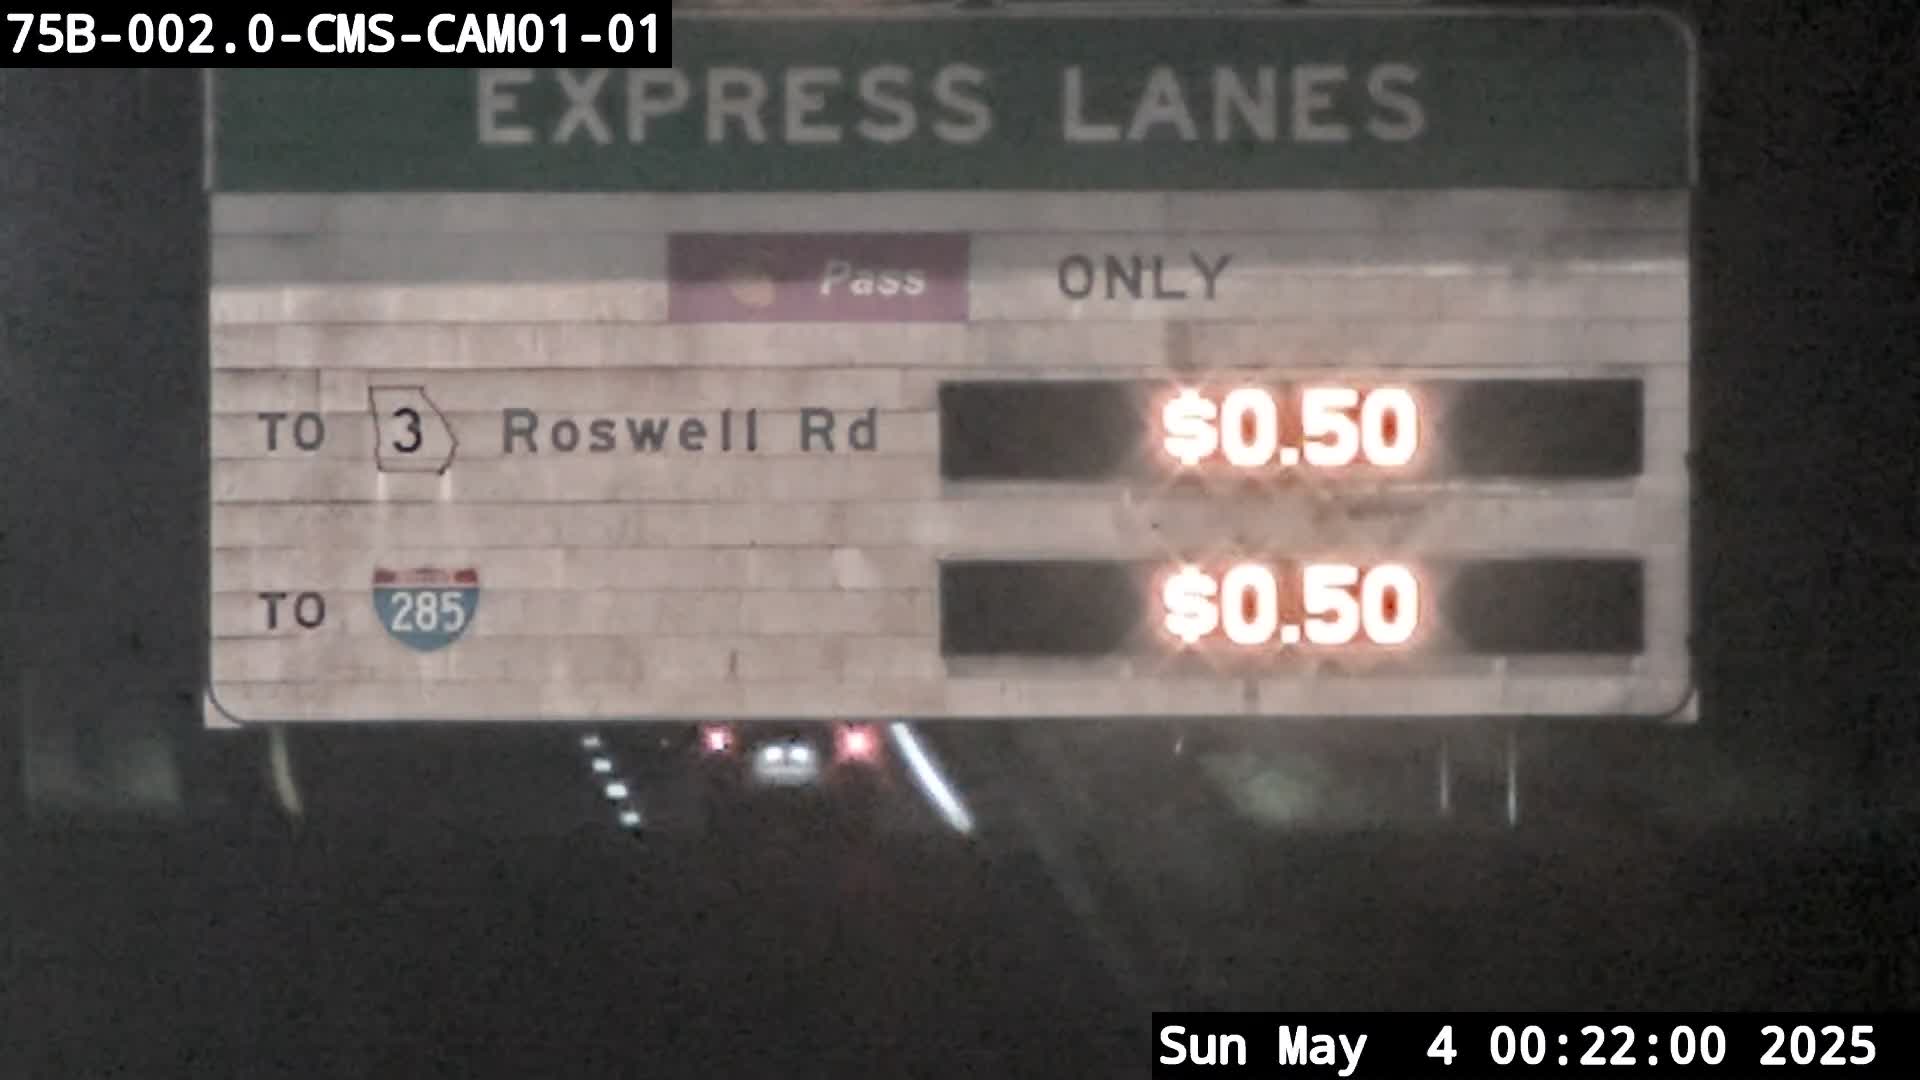 75B-002.0-CMS-CAM01-01
EXPRESS LANES
Pass ONLY
TO 3 Roswell Rd $0.50
TO 285 $0.50
Sun May 4 00:22:00 2025